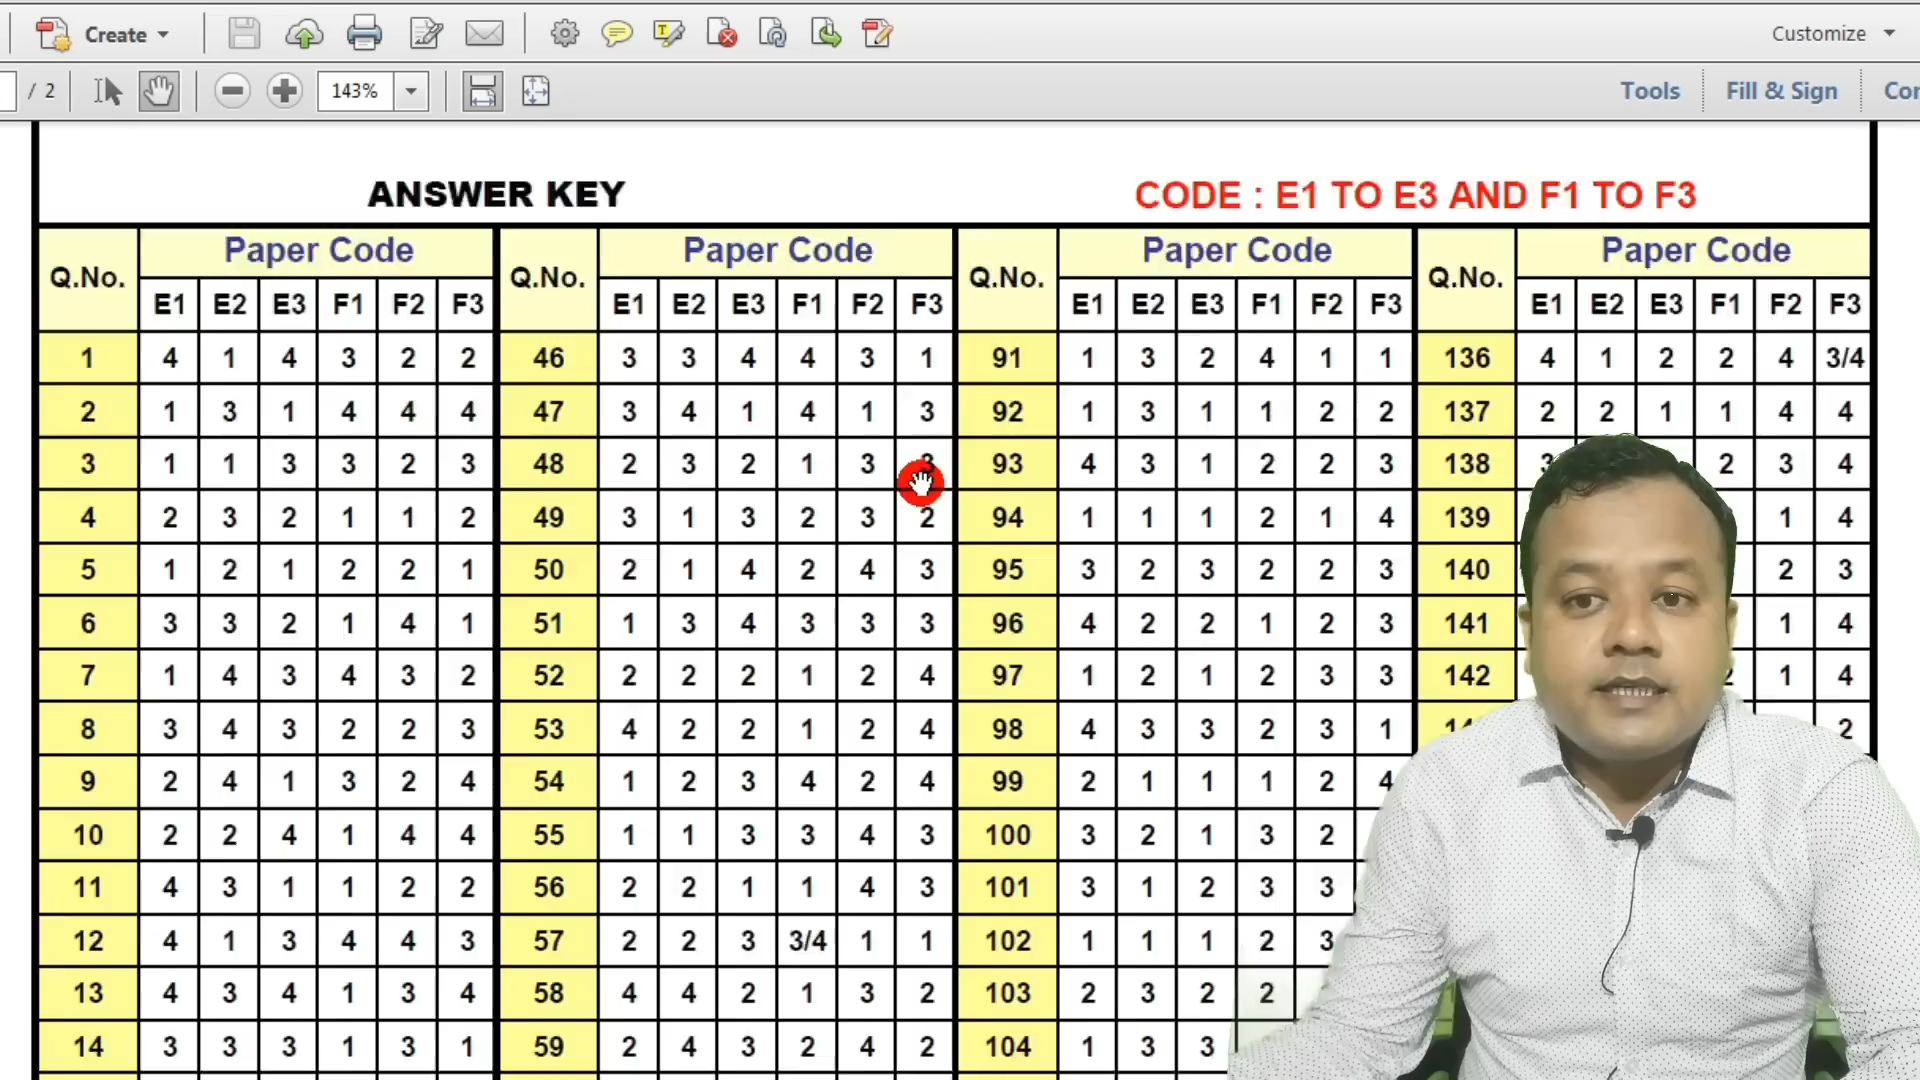 Create
Customize
/ 2
143%
Tools
Fill & Sign
Cor
ANSWER KEY
CODE : E1 TO E3 AND F1 TO F3
Q.No. Paper Code Q.No. Paper Code Q.No. Paper Code Q.No. Paper Code
E1 E2 E3 F1 F2 F3 E1 E2 E3 F1 F2 F3 E1 E2 E3 F1 F2 F3 E1 E2 E3 F1 F2 F3
1 4 1 4 3 2 2 46 3 3 4 4 3 1 91 1 3 2 4 1 1 136 4 1 2 2 4 3/4
2 1 3 1 4 4 4 47 3 4 1 4 1 3 92 1 3 1 1 2 2 137 2 2 1 1 4 4
3 1 1 3 3 2 3 48 2 3 2 1 3 93 4 3 1 2 2 3 138 2 3 4
4 2 3 2 1 1 2 49 3 1 3 2 3 2 94 1 1 1 2 1 4 139 1 4
5 1 2 1 2 2 1 50 2 1 4 2 4 3 95 3 2 3 2 2 3 140 2 3
6 3 3 2 1 4 1 51 1 3 4 3 3 3 96 4 2 2 1 2 3 141 1 4
7 1 4 3 4 3 2 52 2 2 2 1 2 4 97 1 2 1 2 3 3 142 1 4
8 3 4 3 2 2 3 53 4 2 2 1 2 4 98 4 3 3 2 3 1 2
9 2 4 1 3 2 4 54 1 2 3 4 2 4 99 2 1 1 1 2 4
10 2 2 4 1 4 4 55 1 1 3 3 4 3 100 3 2 1 3 2
11 4 3 1 1 2 2 56 2 2 1 1 4 3 101 3 1 2 3 3
12 4 1 3 4 4 3 57 2 2 3 3/4 1 1 102 1 1 1 2 3
13 4 3 4 1 3 4 58 4 4 2 1 3 2 103 2 3 2 2
14 3 3 3 1 3 1 59 2 4 3 2 4 2 104 1 3 3